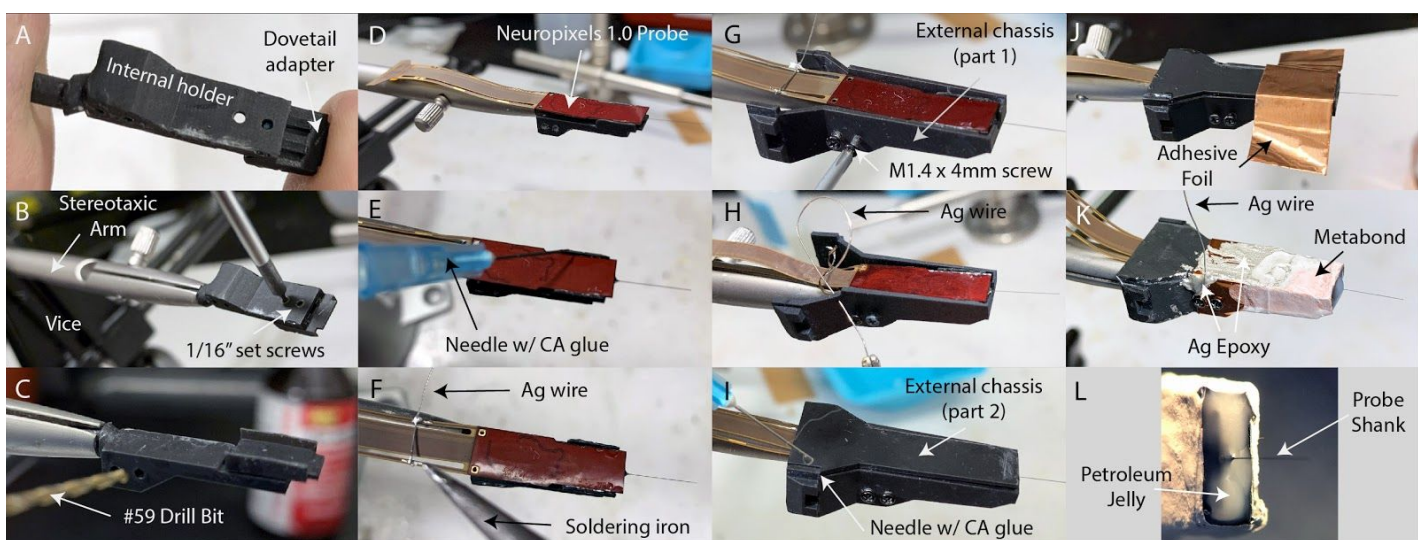 A
Internal holder
Dovetail
adapter
B
Stereotaxic
Arm
Vice
1/16” set screws
C
#59 Drill Bit
D
Neuropixels 1.0 Probe
E
Needle w/ CA glue
F
Ag wire
Soldering iron
G
External chassis
(part 1)
M1.4 x 4mm screw
H
Ag wire
I
External chassis
(part 2)
Needle w/ CA glue
J
Adhesive
Foil
K
Ag wire
Metabond
Ag Epoxy
L
Probe
Shank
Petroleum
Jelly